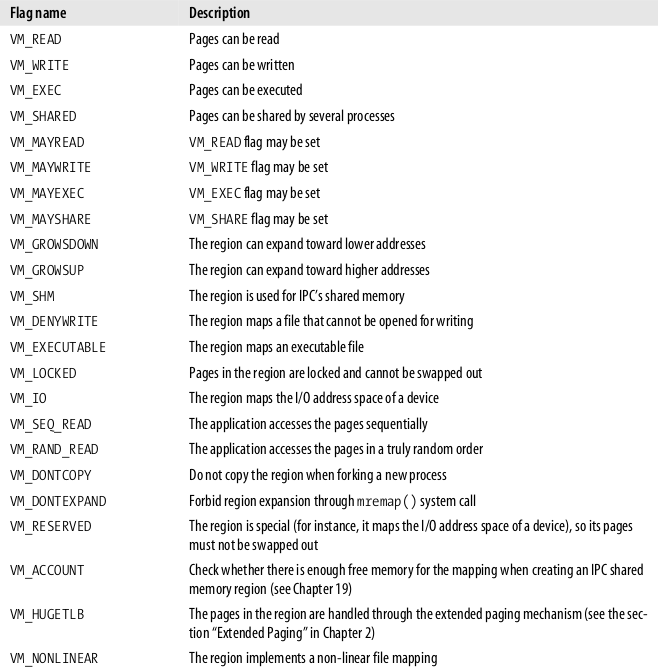 Flag name Description
VM_READ Pages can be read
VM_WRITE Pages can be written
VM_EXEC Pages can be executed
VM_SHARED Pages can be shared by several processes
VM_MAYREAD VM_READ flag may be set
VM_MAYWRITE VM_WRITE flag may be set
VM_MAYEXEC VM_EXEC flag may be set
VM_MAYSHARE VM_SHARE flag may be set
VM_GROWSDOWN The region can expand toward lower addresses
VM_GROWSUP The region can expand toward higher addresses
VM_SHM The region is used for IPC's shared memory
VM_DENYWRITE The region maps a file that cannot be opened for writing
VM_EXECUTABLE The region maps an executable file
VM_LOCKED Pages in the region are locked and cannot be swapped out
VM_IO The region maps the I/O address space of a device
VM_SEQ_READ The application accesses the pages sequentially
VM_RAND_READ The application accesses the pages in a truly random order
VM_DONTCOPY Do not copy the region when forking a new process
VM_DONTEXPAND Forbid region expansion through mremap() system call
VM_RESERVED The region is special (for instance, it maps the I/O address space of a device), so its pages
must not be swapped out
VM_ACCOUNT Check whether there is enough free memory for the mapping when creating an IPC shared
memory region (see Chapter 19)
VM_HUGETLB The pages in the region are handled through the extended paging mechanism (see the sec-
tion "Extended Paging" in Chapter 2)
VM_NONLINEAR The region implements a non-linear file mapping